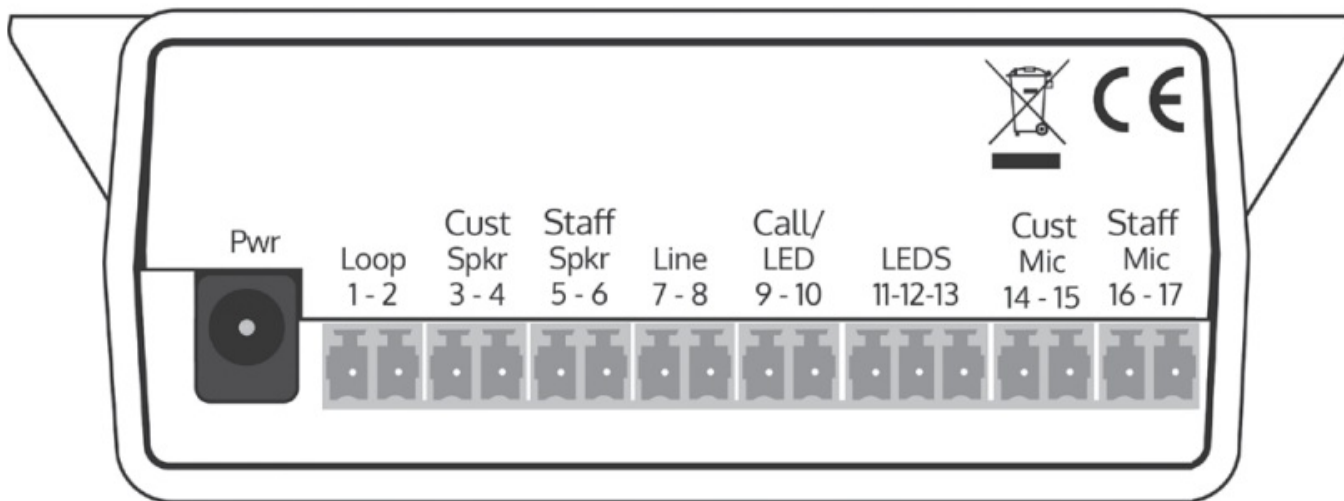 CE
Pwr
Loop
1 - 2
Cust
Spkr
3 - 4
Staff
Spkr
5 - 6
Line
7 - 8
Call/
LED
9 - 10
LEDS
11-12-13
Cust
Mic
14 - 15
Staff
Mic
16 - 17